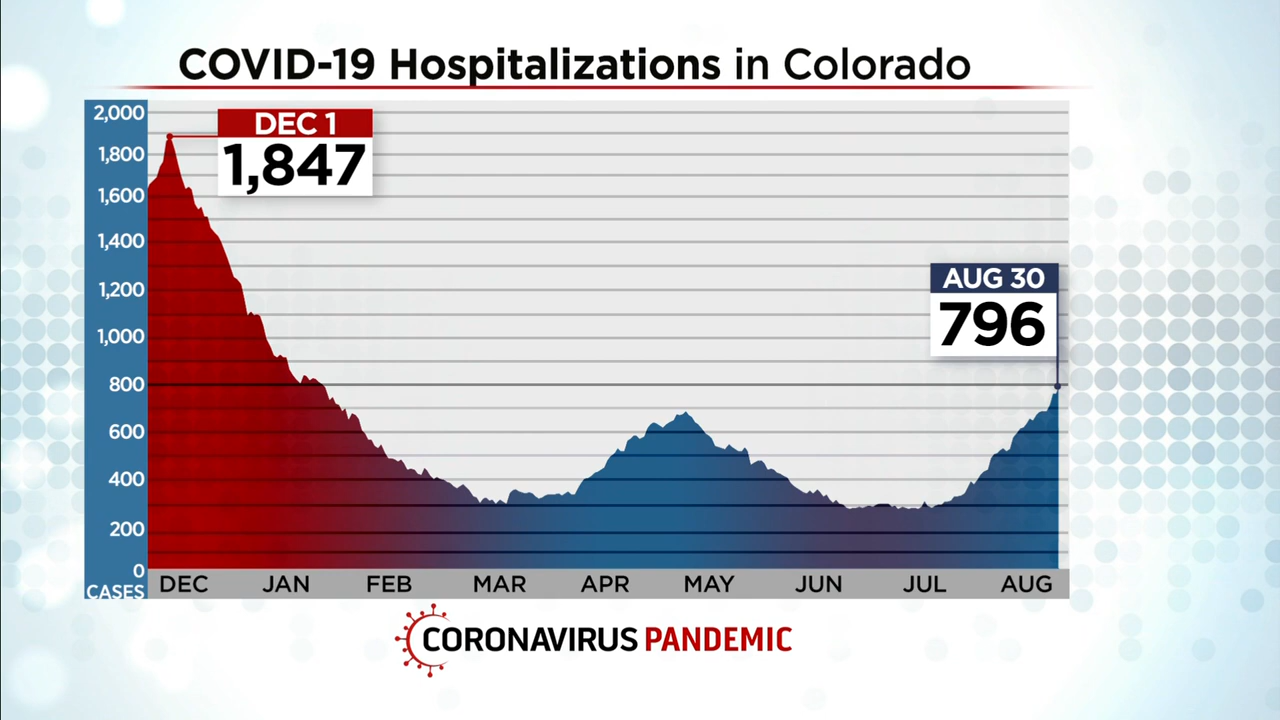 COVID-19 Hospitalizations in Colorado
2,000
1,800
1,600
1,400
1,200
1,000
800
600
400
200
0
CASES
DEC 1
1,847
AUG 30
796
DEC JAN FEB MAR APR MAY JUN JUL AUG
CORONAVIRUS PANDEMIC